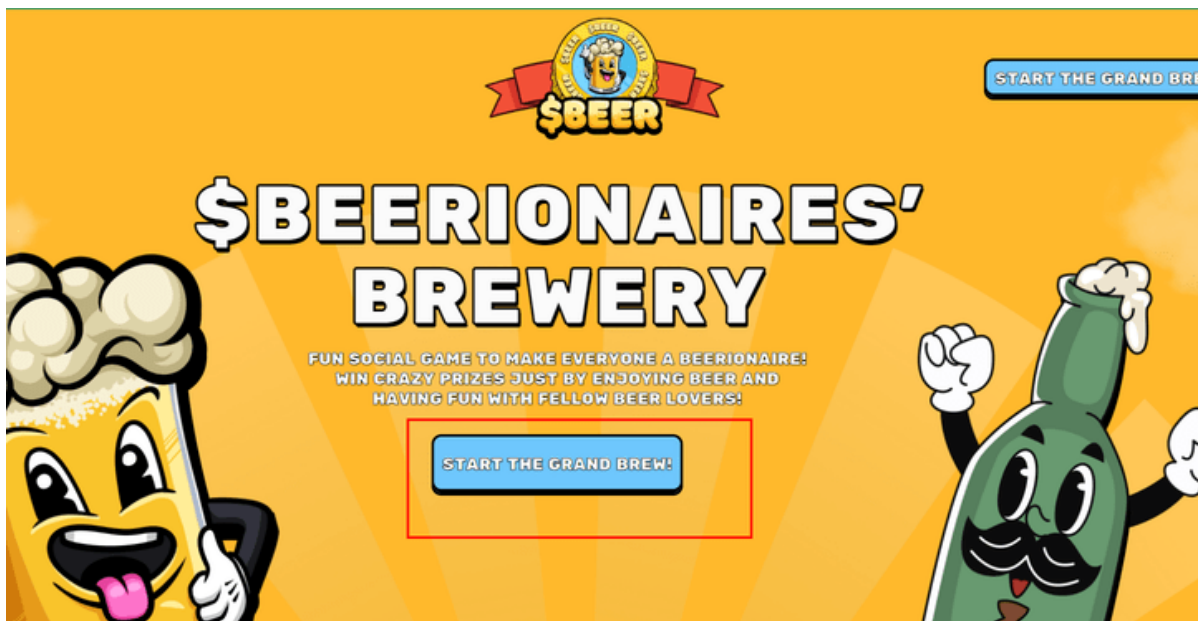 $BEER
START THE GRAND BRE
$BEERIONAIRES'
BREWERY
FUN SOCIAL GAME TO MAKE EVERYONE A BEERIONAIRE!
WIN CRAZY PRIZES JUST BY ENJOYING BEER AND
HAVING FUN WITH FELLOW BEER LOVERS!
START THE GRAND BREW!